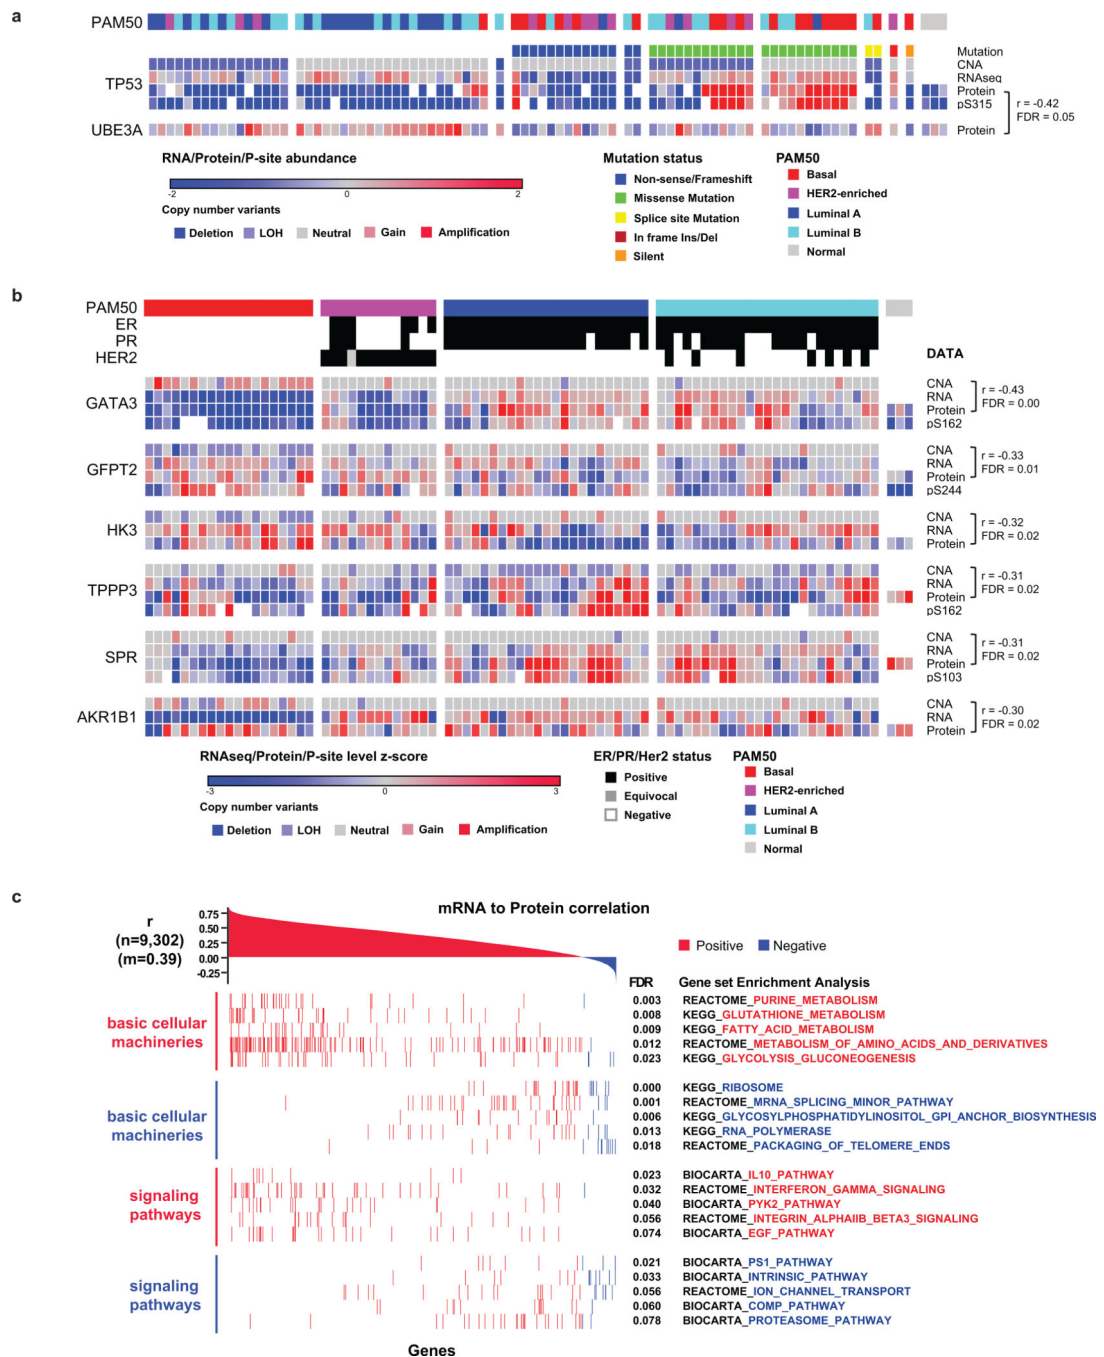 a
PAM50
Mutation
CNA
RNAseq
TP53
Protein
pS315
r = -0.42
FDR = 0.05
UBE3A
Protein
RNA/Protein/P-site abundance
-2
0
2
Copy number variants
Deletion
LOH
Neutral
Gain
Amplification
Mutation status
Non-sense/Frameshift
Missense Mutation
Splice site Mutation
In frame Ins/Del
Silent
PAM50
Basal
HER2-enriched
Luminal A
Luminal B
Normal
b
PAM50
ER
PR
HER2
DATA
GATA3
CNA
RNA
Protein
pS162
r = -0.43
FDR = 0.00
GFPT2
CNA
RNA
Protein
pS244
r = -0.33
FDR = 0.01
HK3
CNA
RNA
Protein
r = -0.32
FDR = 0.02
TPPP3
CNA
RNA
Protein
pS162
r = -0.31
FDR = 0.02
SPR
CNA
RNA
Protein
pS103
r = -0.31
FDR = 0.02
AKR1B1
CNA
RNA
Protein
r = -0.30
FDR = 0.02
RNAseq/Protein/P-site level z-score
-3
0
3
Copy number variants
Deletion
LOH
Neutral
Gain
Amplification
ER/PR/Her2 status
Positive
Equivocal
Negative
PAM50
Basal
HER2-enriched
Luminal A
Luminal B
Normal
c
mRNA to Protein correlation
r
(n=9,302)
(m=0.39)
0.75
0.50
0.25
0.00
-0.25
Positive
Negative
FDR Gene set Enrichment Analysis
basic cellular
machineries
0.003 REACTOME_PURINE_METABOLISM
0.008 KEGG_GLUTATHIONE_METABOLISM
0.009 KEGG_FATTY_ACID_METABOLISM
0.012 REACTOME_METABOLISM_OF_AMINO_ACIDS_AND_DERIVATIVES
0.023 KEGG_GLYCOLYSIS_GLUCONEOGENESIS
basic cellular
machineries
0.000 KEGG_RIBOSOME
0.001 REACTOME_MRNA_SPLICING_MINOR_PATHWAY
0.006 KEGG_GLYCOSYLPHOSPHATIDYLINOSITOL_GPI_ANCHOR_BIOSYNTHESIS
0.013 KEGG_RNA_POLYMERASE
0.018 REACTOME_PACKAGING_OF_TELOMERE_ENDS
signaling
pathways
0.023 BIOCARTA_IL10_PATHWAY
0.032 REACTOME_INTERFERON_GAMMA_SIGNALING
0.040 BIOCARTA_PYK2_PATHWAY
0.056 REACTOME_INTEGRIN_ALPHAIIB_BETA3_SIGNALING
0.074 BIOCARTA_EGF_PATHWAY
signaling
pathways
0.021 BIOCARTA_PS1_PATHWAY
0.033 BIOCARTA_INTRINSIC_PATHWAY
0.056 REACTOME_ION_CHANNEL_TRANSPORT
0.060 BIOCARTA_COMP_PATHWAY
0.078 BIOCARTA_PROTEASOME_PATHWAY
Genes